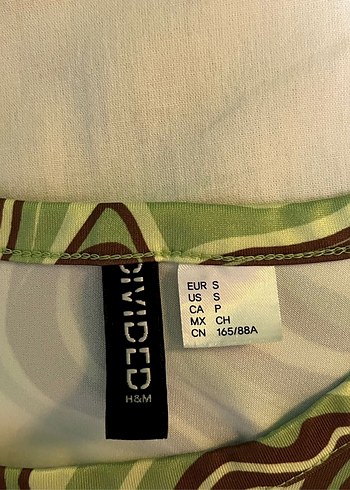 DIVIDED
H&M
EUR S
US S
CA P
MX CH
CN 165/88A